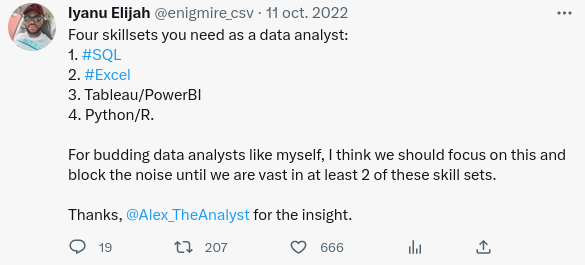 Iyanu Elijah @enigmire_csv · 11 oct. 2022
Four skillsets you need as a data analyst:
1. #SQL
2. #Excel
3. Tableau/PowerBI
4. Python/R.
For budding data analysts like myself, I think we should focus on this and
block the noise until we are vast in at least 2 of these skill sets.
Thanks, @Alex_TheAnalyst for the insight.
19 207 666